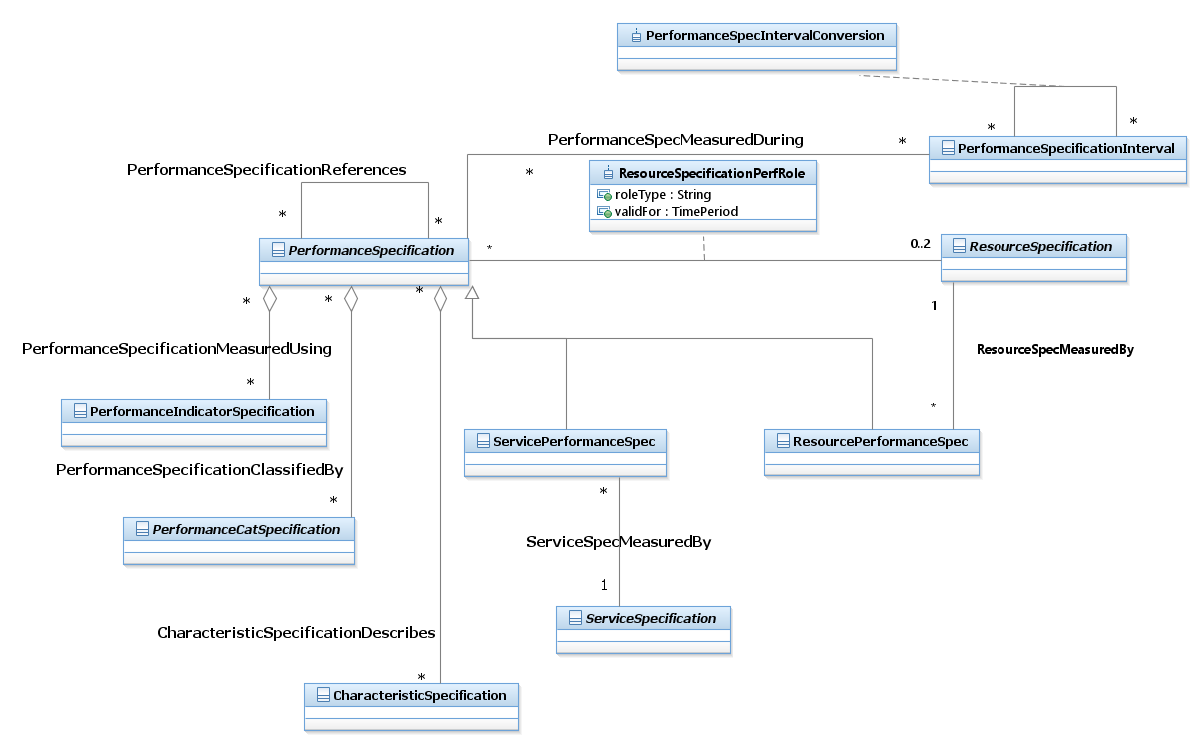 PerformanceSpecIntervalConversion
*
*
PerformanceSpecMeasuredDuring
*
PerformanceSpecificationInterval
PerformanceSpecificationReferences
*
ResourceSpecificationPerfRole
roleType : String
validFor : TimePeriod
*
*
PerformanceSpecification
*
0..2
ResourceSpecification
*
*
*
1
PerformanceSpecificationMeasuredUsing
ResourceSpecMeasuredBy
*
*
PerformanceIndicatorSpecification
ServicePerformanceSpec
ResourcePerformanceSpec
PerformanceSpecificationClassifiedBy
*
*
PerformanceCatSpecification
ServiceSpecMeasuredBy
1
ServiceSpecification
CharacteristicSpecificationDescribes
*
CharacteristicSpecification